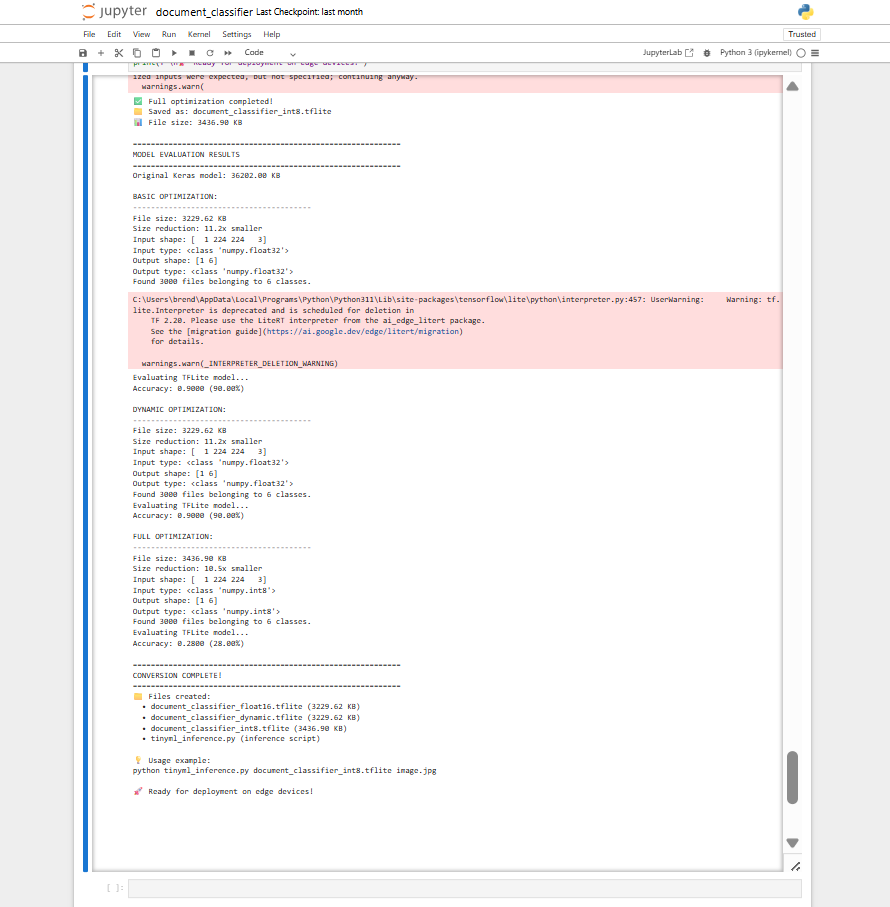 jupyter document_classifier Last Checkpoint: last month
File Edit View Run Kernel Settings Help Trusted
Code JupyterLab Python 3 (ipykernel)
ized inputs were expected, but not specified; continuing anyway.
warnings.warn(
✅ Full optimization completed!
📁 Saved as: document_classifier_int8.tflite
📊 File size: 3436.90 KB
============================================================
MODEL EVALUATION RESULTS
============================================================
Original Keras model: 36202.00 KB
BASIC OPTIMIZATION:
----------------------------------------
File size: 3229.62 KB
Size reduction: 11.2x smaller
Input shape: [  1 224 224   3]
Input type: <class 'numpy.float32'>
Output shape: [1 6]
Output type: <class 'numpy.float32'>
Found 3000 files belonging to 6 classes.
C:\Users\brend\AppData\Local\Programs\Python\Python311\Lib\site-packages\tensorflow\lite\python\interpreter.py:457: UserWarning:     Warning: tf.
lite.Interpreter is deprecated and is scheduled for deletion in
TF 2.20. Please use the LiteRT interpreter from the ai_edge_litert package.
See the [migration guide](https://ai.google.dev/edge/litert/migration)
for details.
warnings.warn(_INTERPRETER_DELETION_WARNING)
Evaluating TFLite model...
Accuracy: 0.9000 (90.00%)
DYNAMIC OPTIMIZATION:
----------------------------------------
File size: 3229.62 KB
Size reduction: 11.2x smaller
Input shape: [  1 224 224   3]
Input type: <class 'numpy.float32'>
Output shape: [1 6]
Output type: <class 'numpy.float32'>
Found 3000 files belonging to 6 classes.
Evaluating TFLite model...
Accuracy: 0.9000 (90.00%)
FULL OPTIMIZATION:
----------------------------------------
File size: 3436.90 KB
Size reduction: 10.5x smaller
Input shape: [  1 224 224   3]
Input type: <class 'numpy.int8'>
Output shape: [1 6]
Output type: <class 'numpy.int8'>
Found 3000 files belonging to 6 classes.
Evaluating TFLite model...
Accuracy: 0.2800 (28.00%)
============================================================
CONVERSION COMPLETE!
============================================================
📁 Files created:
• document_classifier_float16.tflite (3229.62 KB)
• document_classifier_dynamic.tflite (3229.62 KB)
• document_classifier_int8.tflite (3436.90 KB)
• tinyml_inference.py (inference script)
💡 Usage example:
python tinyml_inference.py document_classifier_int8.tflite image.jpg
🚀 Ready for deployment on edge devices!
[ ]: